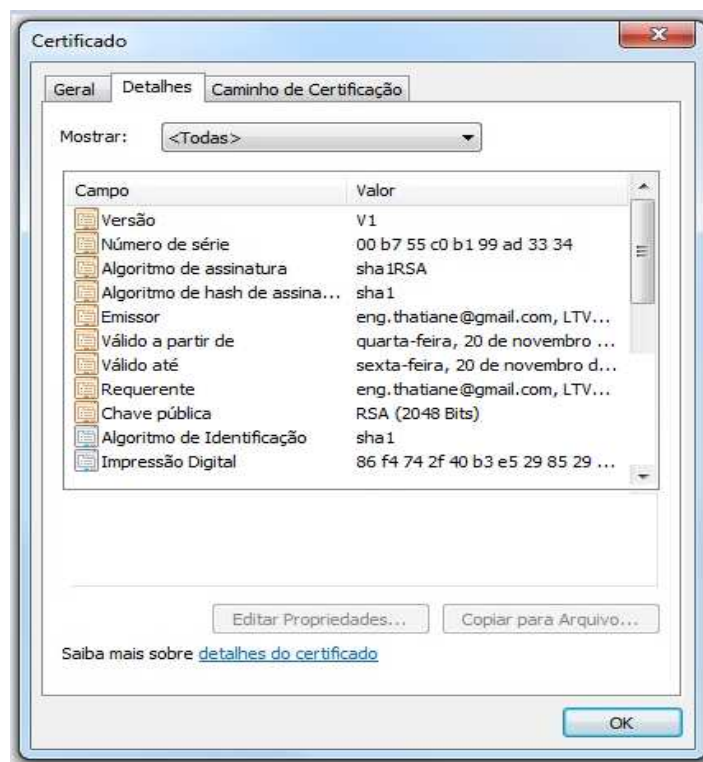 Certificado
Geral Detalhes Caminho de Certificação
Mostrar: <Todas>
Campo Valor
Versão V1
Número de série 00 b7 55 c0 b1 99 ad 33 34
Algoritmo de assinatura sha1RSA
Algoritmo de hash de assina... sha1
Emissor eng.thatiane@gmail.com, LTV...
Válido a partir de quarta-feira, 20 de novembro ...
Válido até sexta-feira, 20 de novembro d...
Requerente eng.thatiane@gmail.com, LTV...
Chave pública RSA (2048 Bits)
Algoritmo de Identificação sha1
Impressão Digital 86 f4 74 2f 40 b3 e5 29 85 29 ...
Editar Propriedades... Copiar para Arquivo...
Saiba mais sobre detalhes do certificado
OK